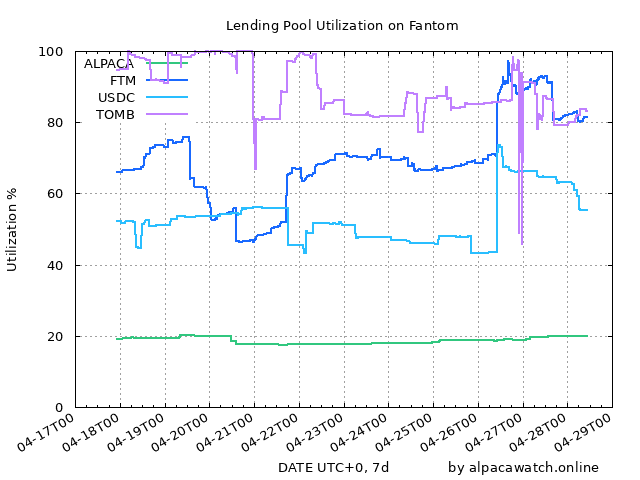 Lending Pool Utilization on Fantom
Utilization %
100
80
60
40
20
0
ALPACA
FTM
USDC
TOMB
04-17T00
04-18T00
04-19T00
04-20T00
04-21T00
04-22T00
04-23T00
04-24T00
04-25T00
04-26T00
04-27T00
04-28T00
04-29T00
DATE UTC+0, 7d
by alpacawatch.online